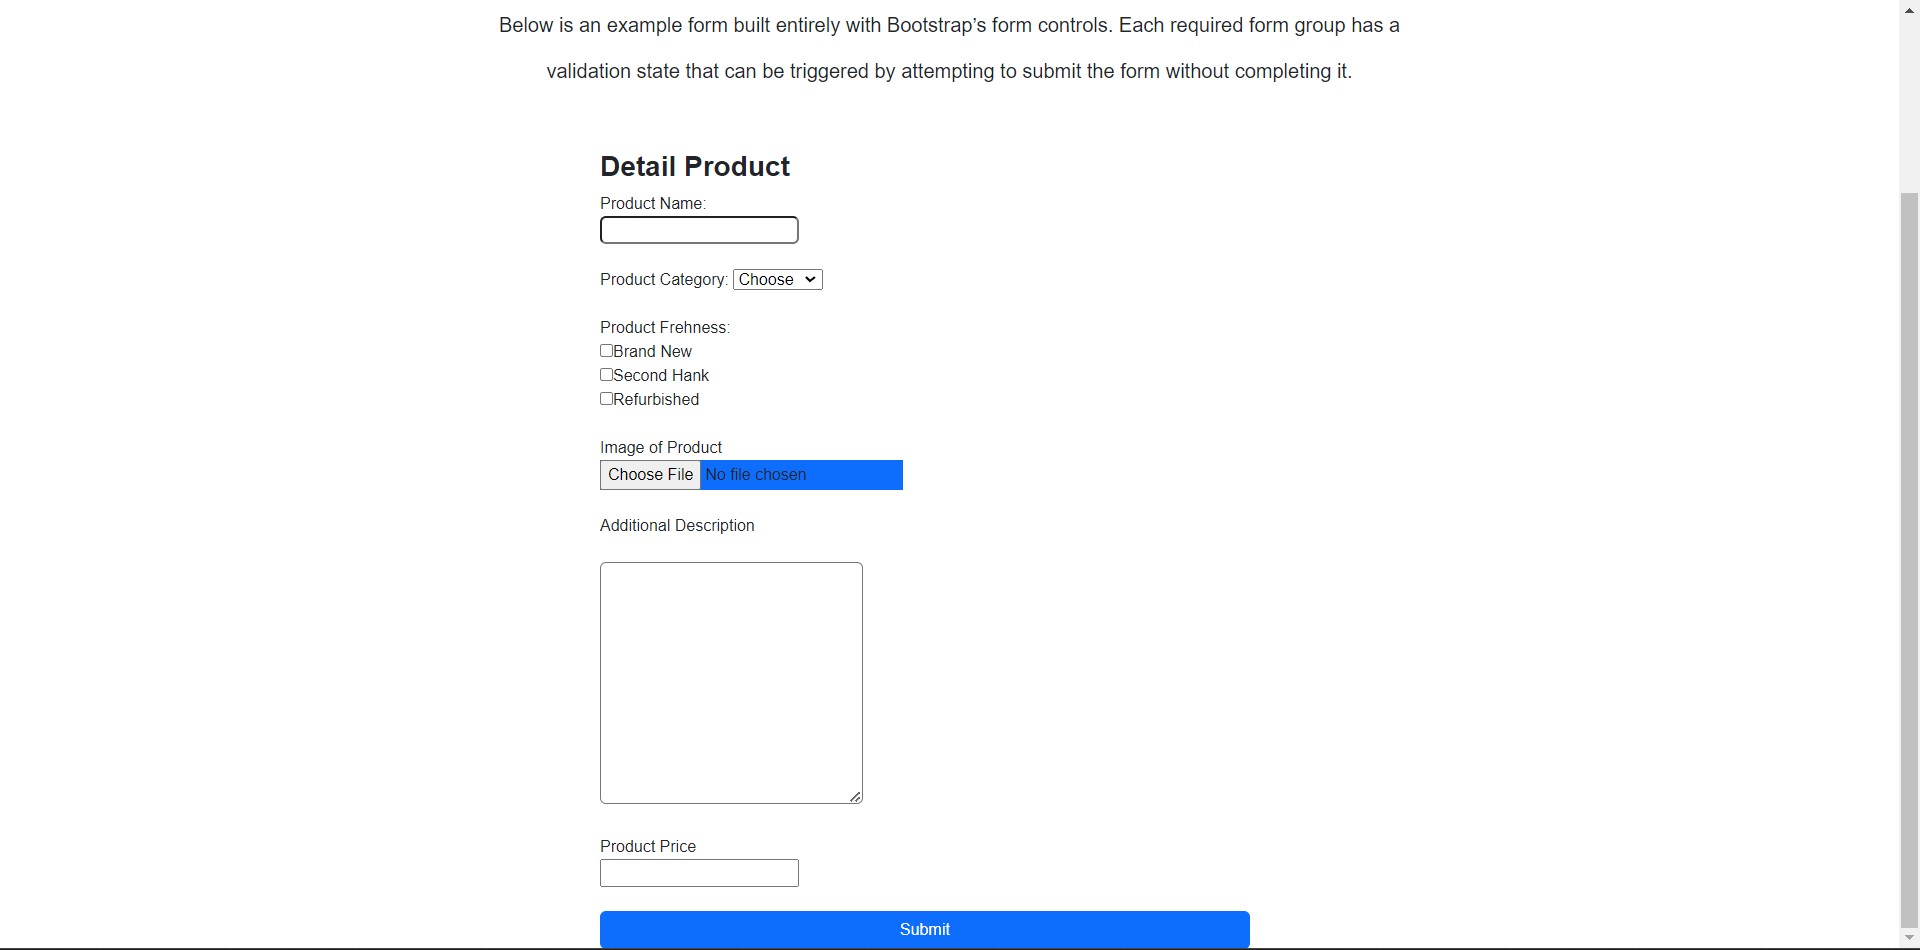 Below is an example form built entirely with Bootstrap’s form controls. Each required form group has a
validation state that can be triggered by attempting to submit the form without completing it.
Detail Product
Product Name:
Product Category: Choose
Product Frehness:
Brand New
Second Hank
Refurbished
Image of Product
Choose File No file chosen
Additional Description
Product Price
Submit